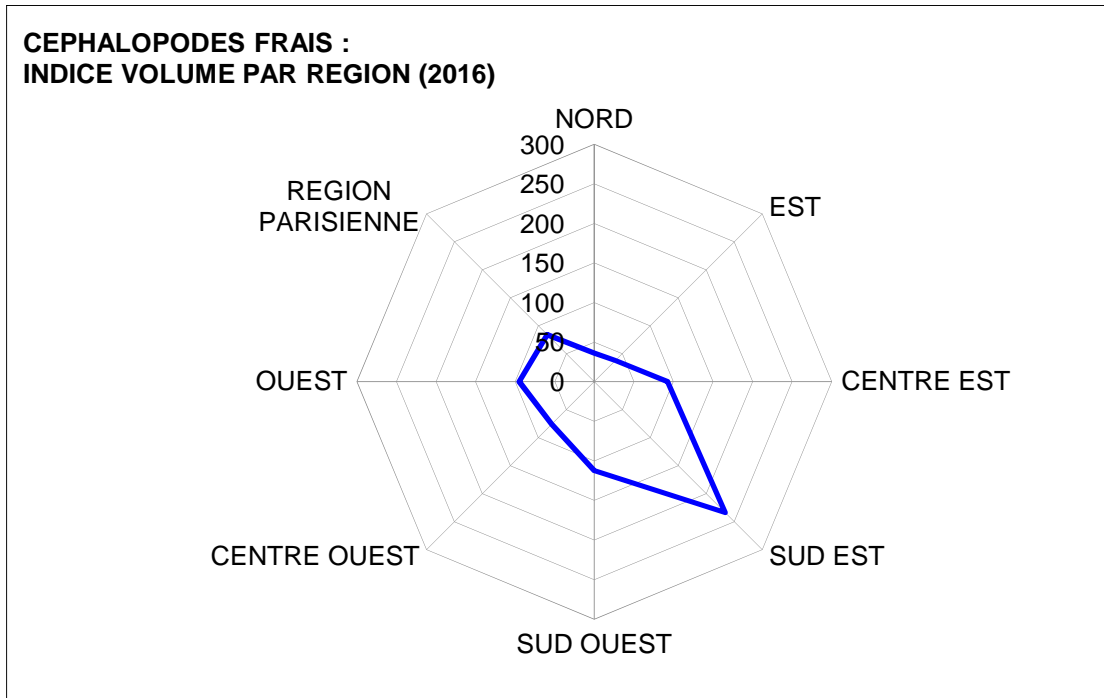 CEPHALOPODES FRAIS :
INDICE VOLUME PAR REGION (2016)
NORD
300
250
200
150
100
50
0
EST
CENTRE EST
SUD EST
SUD OUEST
CENTRE OUEST
OUEST
REGION
PARISIENNE